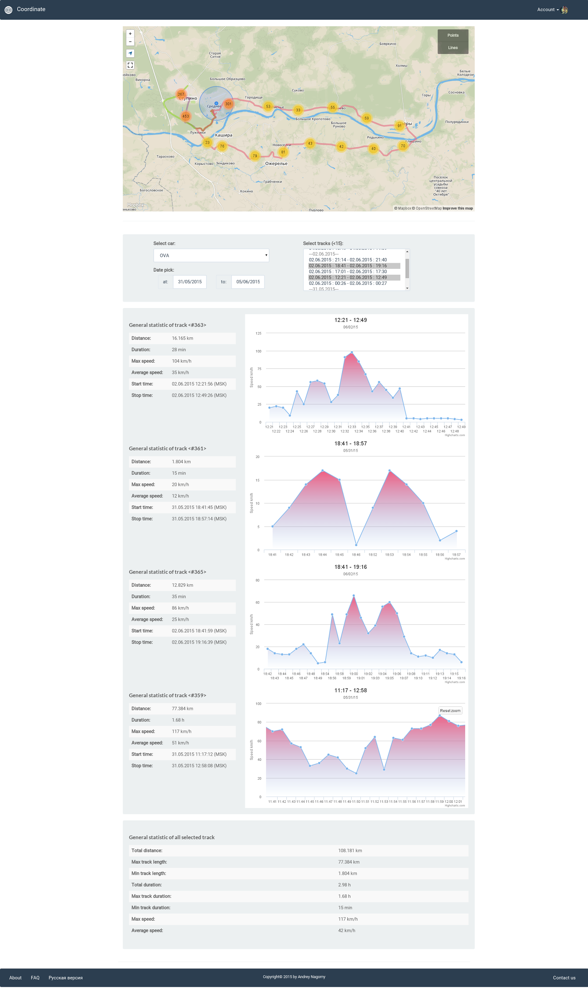 Coordinate
Account
+
−
Points
Lines
Бояркино
Старая
Ситня
Холмы
Белые
Колодези
Вихорна
Большое Образцово
Суково
Сосновка
Горы
267
Ступино
Городище
301
Среднее
53
33
55
453
59
Большое Кропотово
Большое
Руново
91
Полурядинки
Лужники
Кашира
Редькино
Клишино
23
76
Новосёлки
43
42
40
70
79
81
Тарасково
Корыстово
Зендиково
Ожерелье
Грабченки
Богословское
Кокино
Посёлок
центральной
усадьбы
совхоза
"40 лет
Октября"
Mapbox
Пурлово
© Mapbox © OpenStreetMap Improve this map
Select car:
OVA
Date pick:
at:
31/05/2015
to:
05/06/2015
Select tracks (<15):
---02.06.2015---
02.06.2015 : 21:14 - 02.06.2015 : 21:40
02.06.2015 : 18:41 - 02.06.2015 : 19:16
02.06.2015 : 17:01 - 02.06.2015 : 17:30
02.06.2015 : 12:21 - 02.06.2015 : 12:49
02.06.2015 : 00:26 - 02.06.2015 : 00:27
---31.05.2015---
General statistic of track <#363>
Distance: 16.165 km
Duration: 28 min
Max speed: 104 km/h
Average speed: 35 km/h
Start time: 02.06.2015 12:21:56 (MSK)
Stop time: 02.06.2015 12:49:26 (MSK)
12:21 - 12:49
06/02/15
Speed km/h
125
100
75
50
25
0
12:21 12:23 12:25 12:27 12:29 12:31 12:33 12:35 12:37 12:39 12:41 12:43 12:45 12:47 12:49
12:22 12:24 12:26 12:28 12:30 12:32 12:34 12:36 12:38 12:40 12:42 12:44 12:46 12:48
Highcharts.com
General statistic of track <#361>
Distance: 1.804 km
Duration: 15 min
Max speed: 20 km/h
Average speed: 12 km/h
Start time: 31.05.2015 18:41:45 (MSK)
Stop time: 31.05.2015 18:57:14 (MSK)
18:41 - 18:57
05/31/15
Speed km/h
20
15
10
5
0
18:41 18:42 18:43 18:44 18:45 18:46 18:52 18:53 18:54 18:55 18:56 18:57
Highcharts.com
General statistic of track <#365>
Distance: 12.829 km
Duration: 35 min
Max speed: 86 km/h
Average speed: 25 km/h
Start time: 02.06.2015 18:41:59 (MSK)
Stop time: 02.06.2015 19:16:39 (MSK)
18:41 - 19:16
06/02/15
Speed km/h
80
60
40
20
0
18:42 18:44 18:46 18:48 18:54 18:58 19:00 19:02 19:04 19:06 19:08 19:11 19:13 19:15
18:43 18:45 18:47 18:49 18:56 18:59 19:01 19:03 19:05 19:07 19:10 19:12 19:14 19:16
Highcharts.com
General statistic of track <#359>
Distance: 77.384 km
Duration: 1.68 h
Max speed: 117 km/h
Average speed: 51 km/h
Start time: 31.05.2015 11:17:12 (MSK)
Stop time: 31.05.2015 12:58:08 (MSK)
11:17 - 12:58
05/31/15
Reset zoom
Speed km/h
100
80
60
40
20
0
11:41 11:42 11:43 11:44 11:45 11:46 11:47 11:48 11:49 11:50 11:51 11:52 11:53 11:54 11:55 11:56 11:57 11:58 11:59 12:00 12:01
Highcharts.com
General statistic of all selected track
Total distance: 108.181 km
Max track length: 77.384 km
Min track length: 1.804 km
Total duration: 2.98 h
Max track duration: 1.68 h
Min track duration: 15 min
Max speed: 117 km/h
Average speed: 42 km/h
About
FAQ
Русская версия
Copyright© 2015 by Andrey Nagorny
Contact us